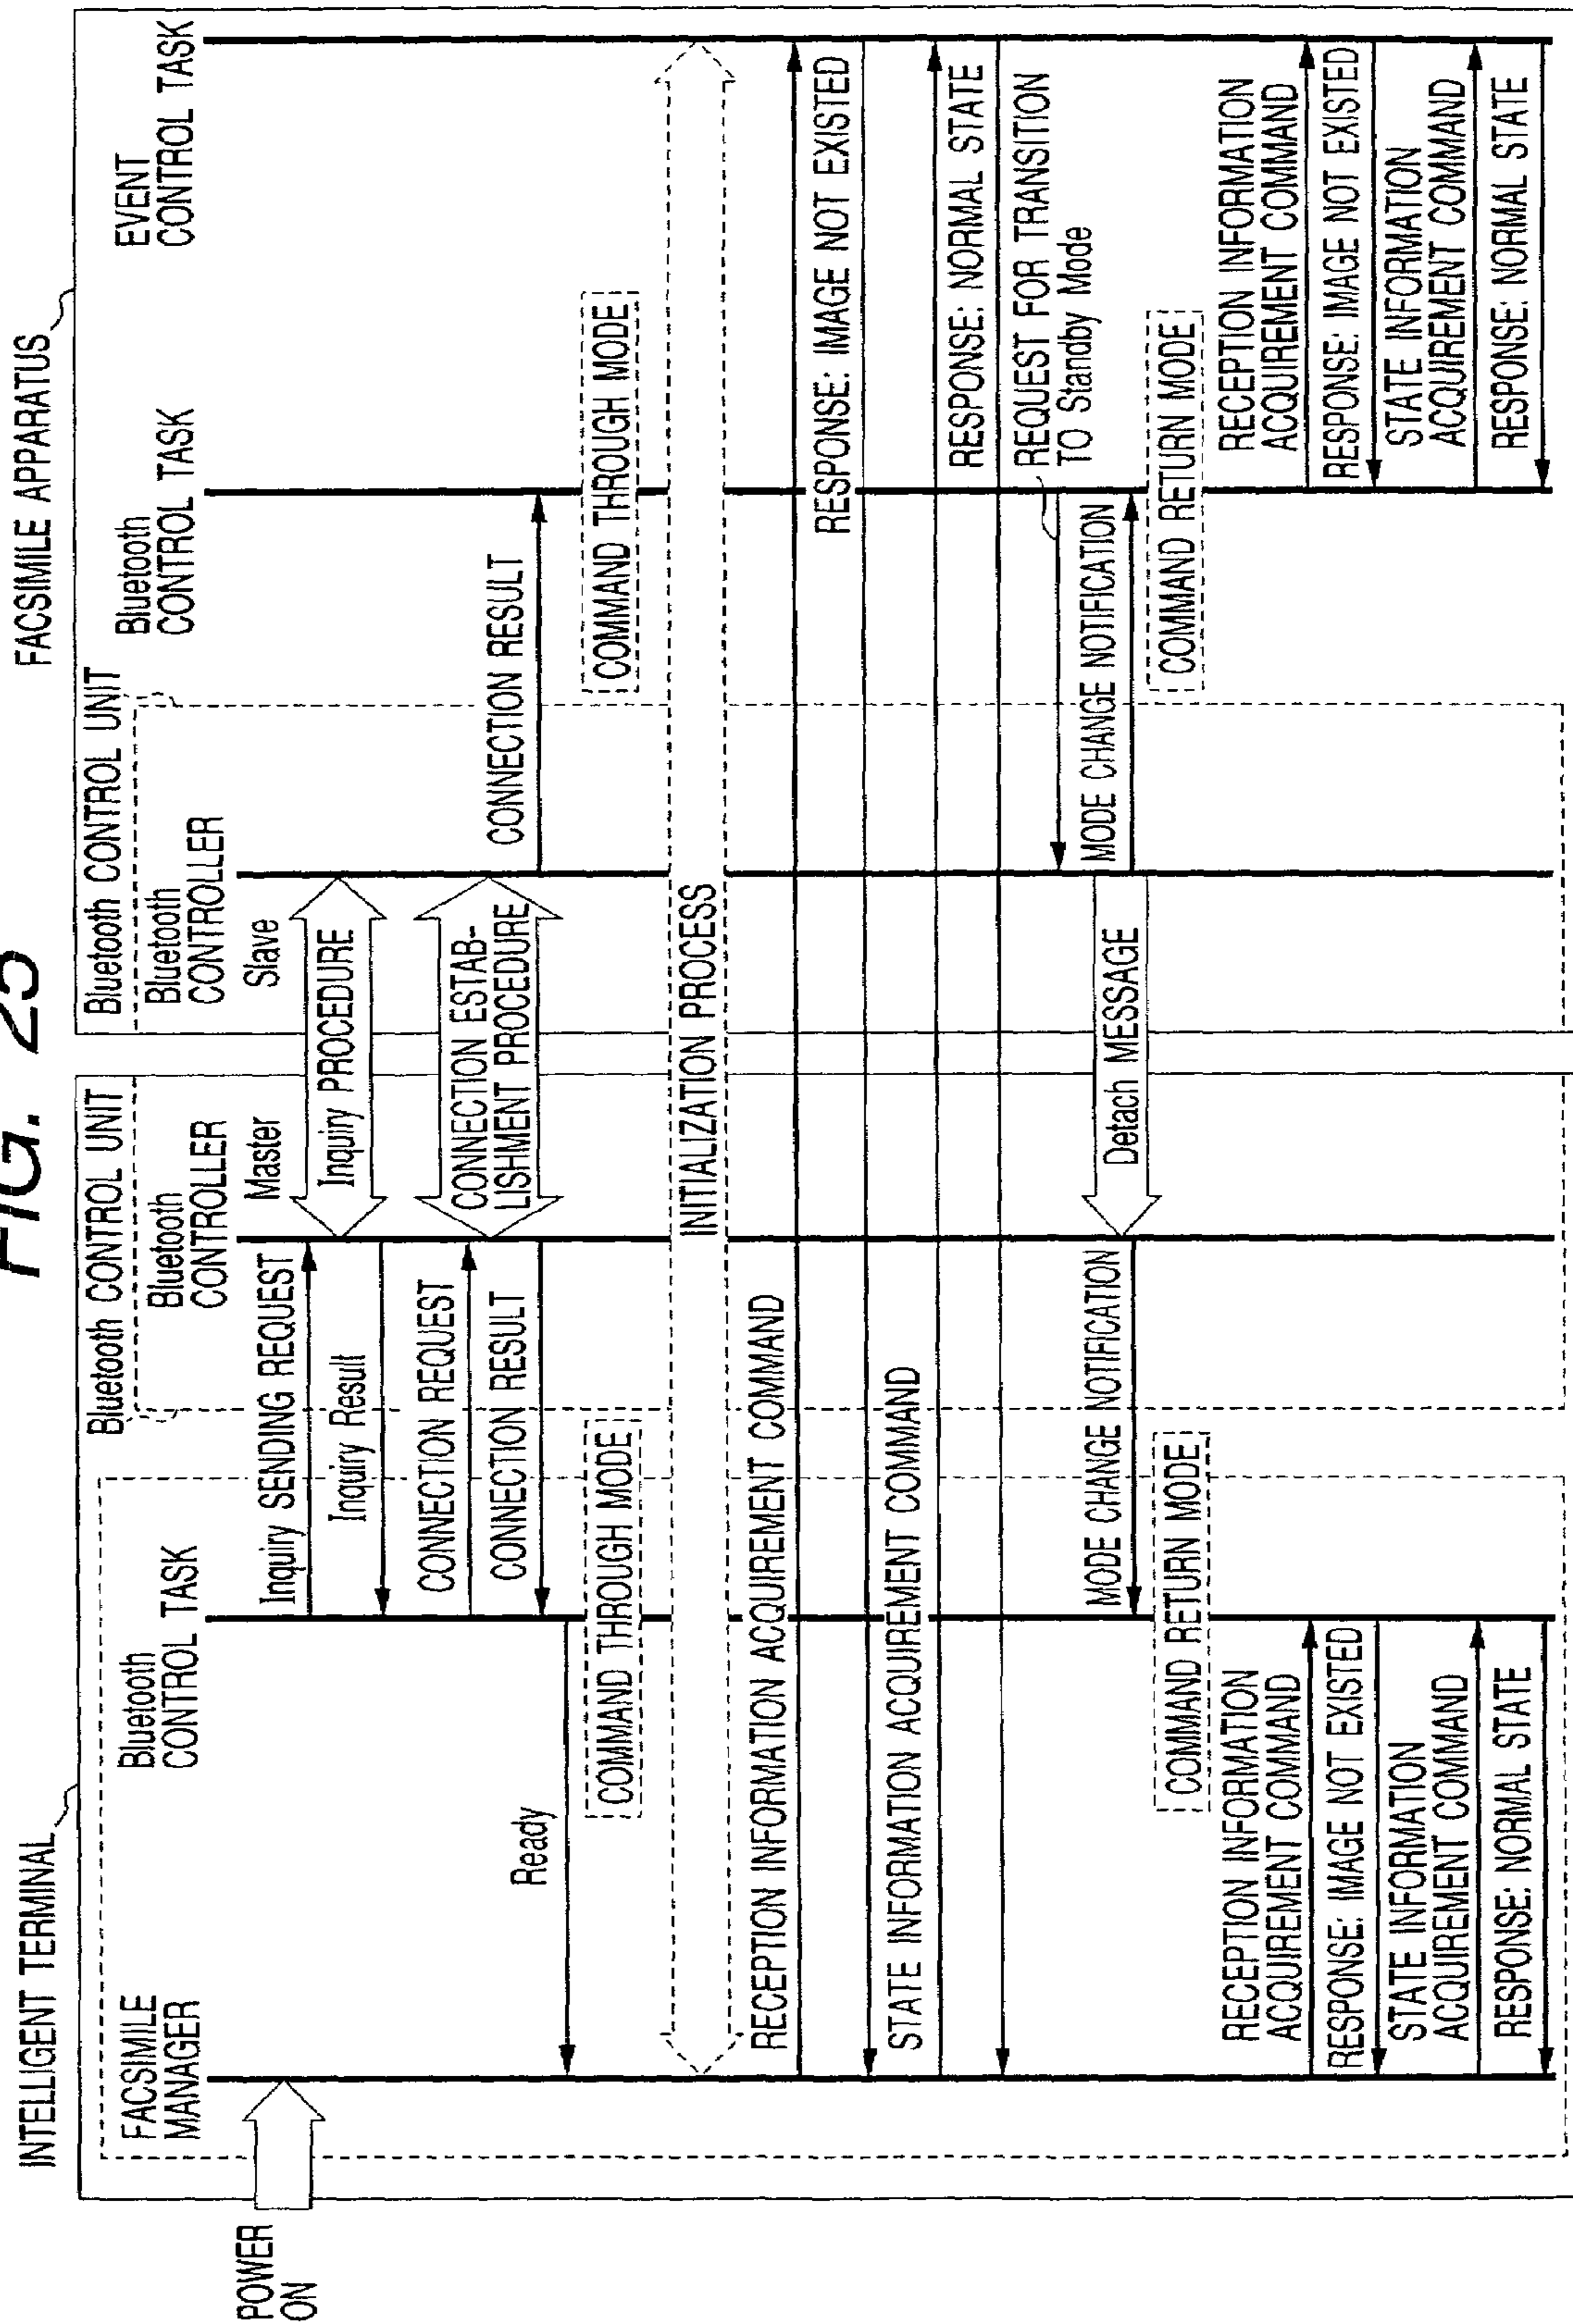 FIG. 25
INTELLIGENT TERMINAL
FACSIMILE APPARATUS
Bluetooth CONTROL UNIT
Bluetooth CONTROL UNIT
FACSIMILE
MANAGER
Bluetooth
CONTROL TASK
Bluetooth
CONTROLLER
Bluetooth
CONTROLLER
Bluetooth
CONTROL TASK
EVENT
CONTROL TASK
Master
Slave
POWER
ON
Inquiry SENDING REQUEST
Inquiry PROCEDURE
Inquiry Result
CONNECTION REQUEST
CONNECTION ESTAB-
LISHMENT PROCEDURE
CONNECTION RESULT
CONNECTION RESULT
Ready
COMMAND THROUGH MODE
COMMAND THROUGH MODE
INITIALIZATION PROCESS
RECEPTION INFORMATION ACQUIREMENT COMMAND
RESPONSE: IMAGE NOT EXISTED
STATE INFORMATION ACQUIREMENT COMMAND
RESPONSE: NORMAL STATE
REQUEST FOR TRANSITION
TO Standby Mode
MODE CHANGE NOTIFICATION
Detach MESSAGE
MODE CHANGE NOTIFICATION
COMMAND RETURN MODE
COMMAND RETURN MODE
RECEPTION INFORMATION
ACQUIREMENT COMMAND
RESPONSE: IMAGE NOT EXISTED
STATE INFORMATION
ACQUIREMENT COMMAND
RESPONSE: NORMAL STATE
RECEPTION INFORMATION
ACQUIREMENT COMMAND
RESPONSE: IMAGE NOT EXISTED
STATE INFORMATION
ACQUIREMENT COMMAND
RESPONSE: NORMAL STATE